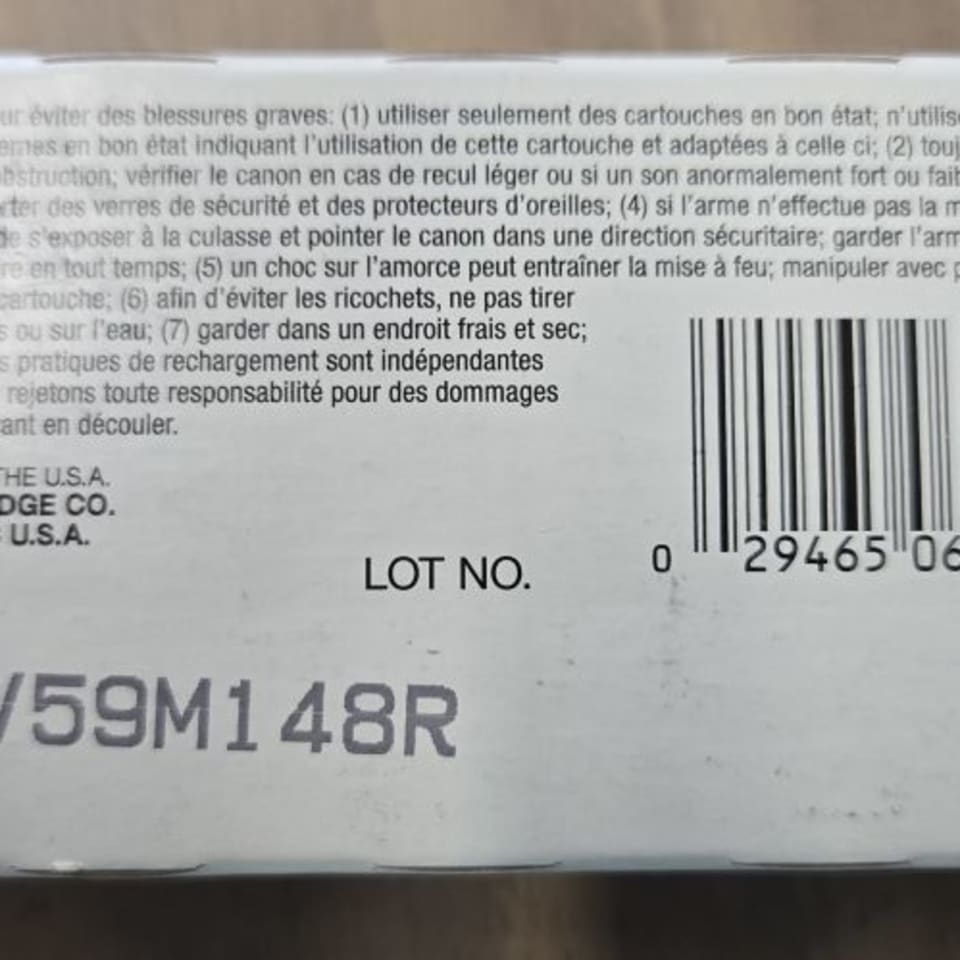 ur éviter des blessures graves: (1) utiliser seulement des cartouches en bon état; n'utilise
emes en bon état indiquant l'utilisation de cette cartouche et adaptées à celle ci; (2) touj
obstruction; vérifier le canon en cas de recul léger ou si un son anormalement fort ou faib
rter des verres de sécurité et des protecteurs d'oreilles; (4) si l'arme n'effectue pas la m
de s'exposer à la culasse et pointer le canon dans une direction sécuritaire; garder l'arm
re en tout temps; (5) un choc sur l'amorce peut entraîner la mise à feu; manipuler avec p
cartouche; (6) afin d'éviter les ricochets, ne pas tirer
s ou sur l'eau; (7) garder dans un endroit frais et sec;
s pratiques de rechargement sont indépendantes
rejetons toute responsabilité pour des dommages
ant en découler.
THE U.S.A.
DGE CO.
U.S.A.
LOT NO.
0 29465 06
/59M148R